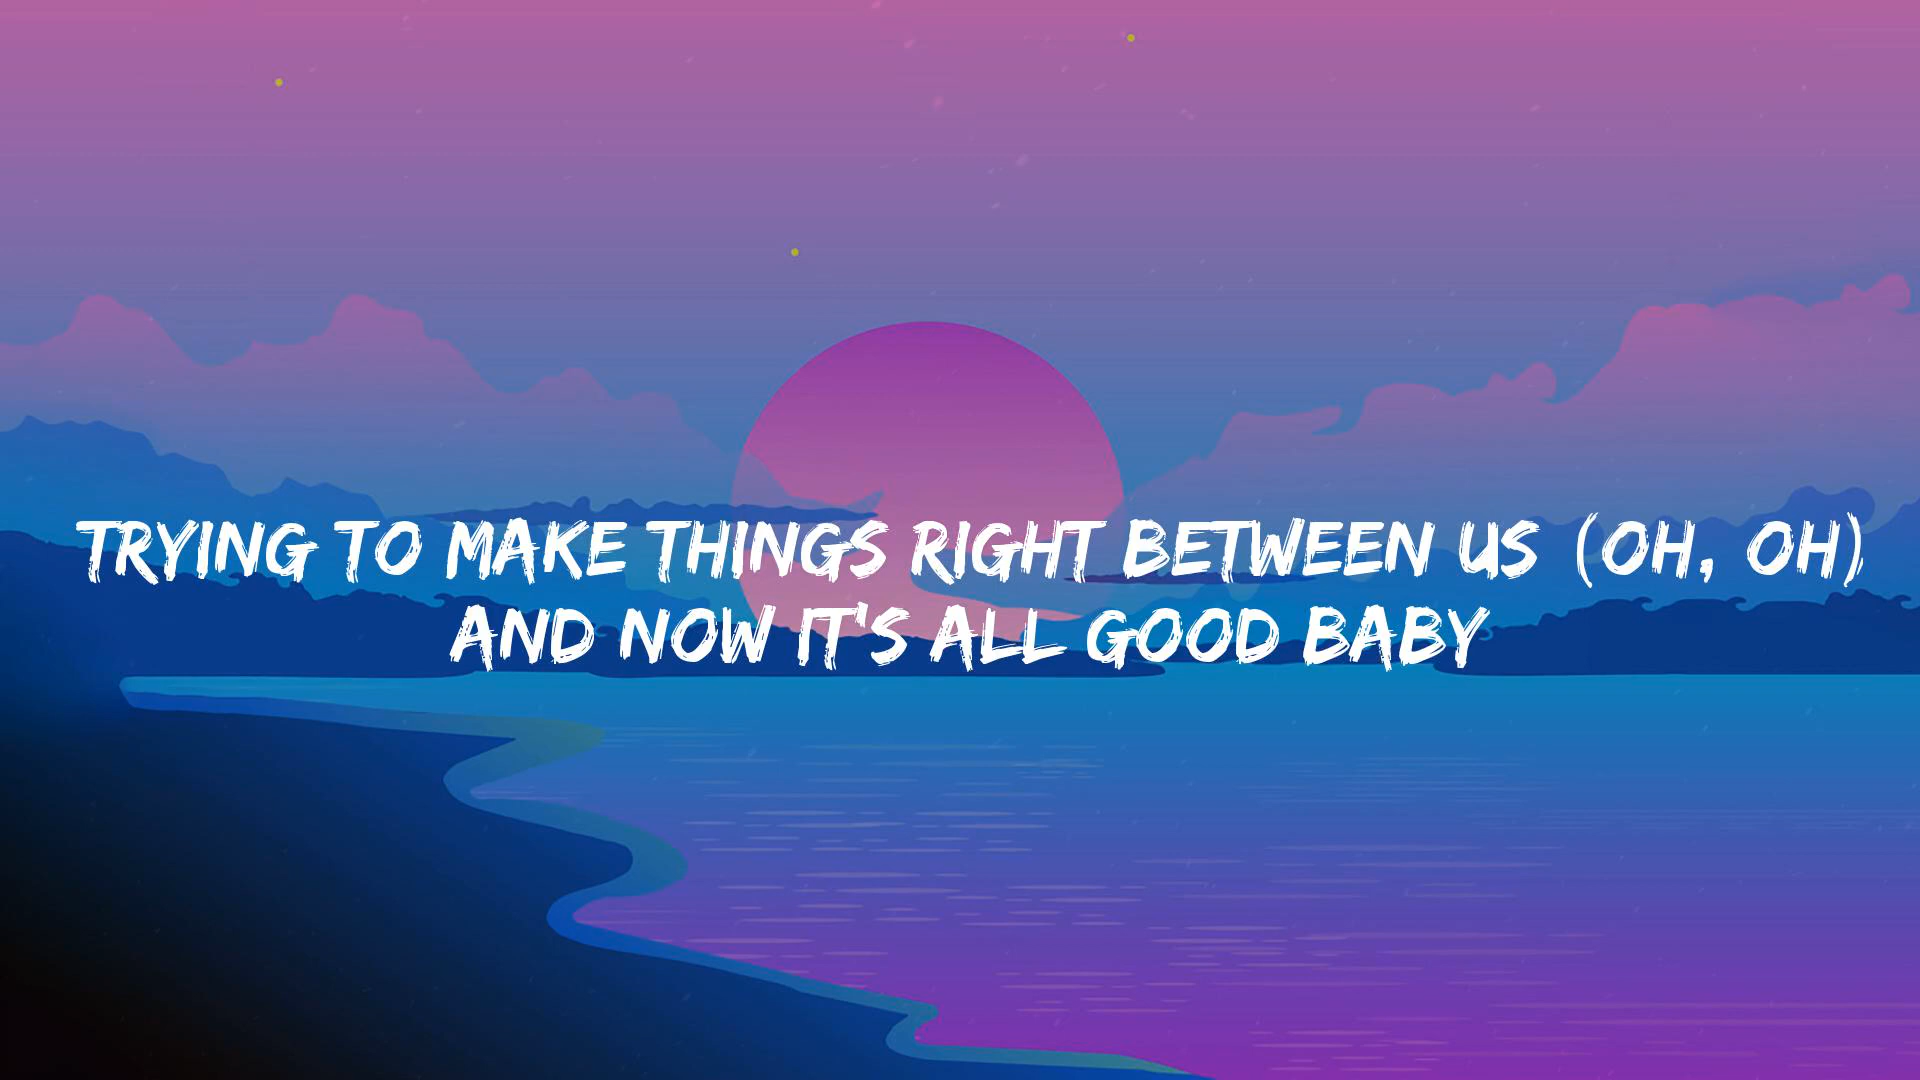 TRYING TO MAKE THINGS RIGHT BETWEEN US (OH, OH)
AND NOW IT'S ALL GOOD BABY